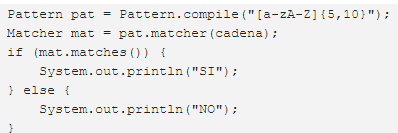 Pattern pat = Pattern.compile("[a-zA-Z]{5,10}");
Matcher mat = pat.matcher(cadena);
if (mat.matches()) {
    System.out.println("SI");
} else {
    System.out.println("NO");
}